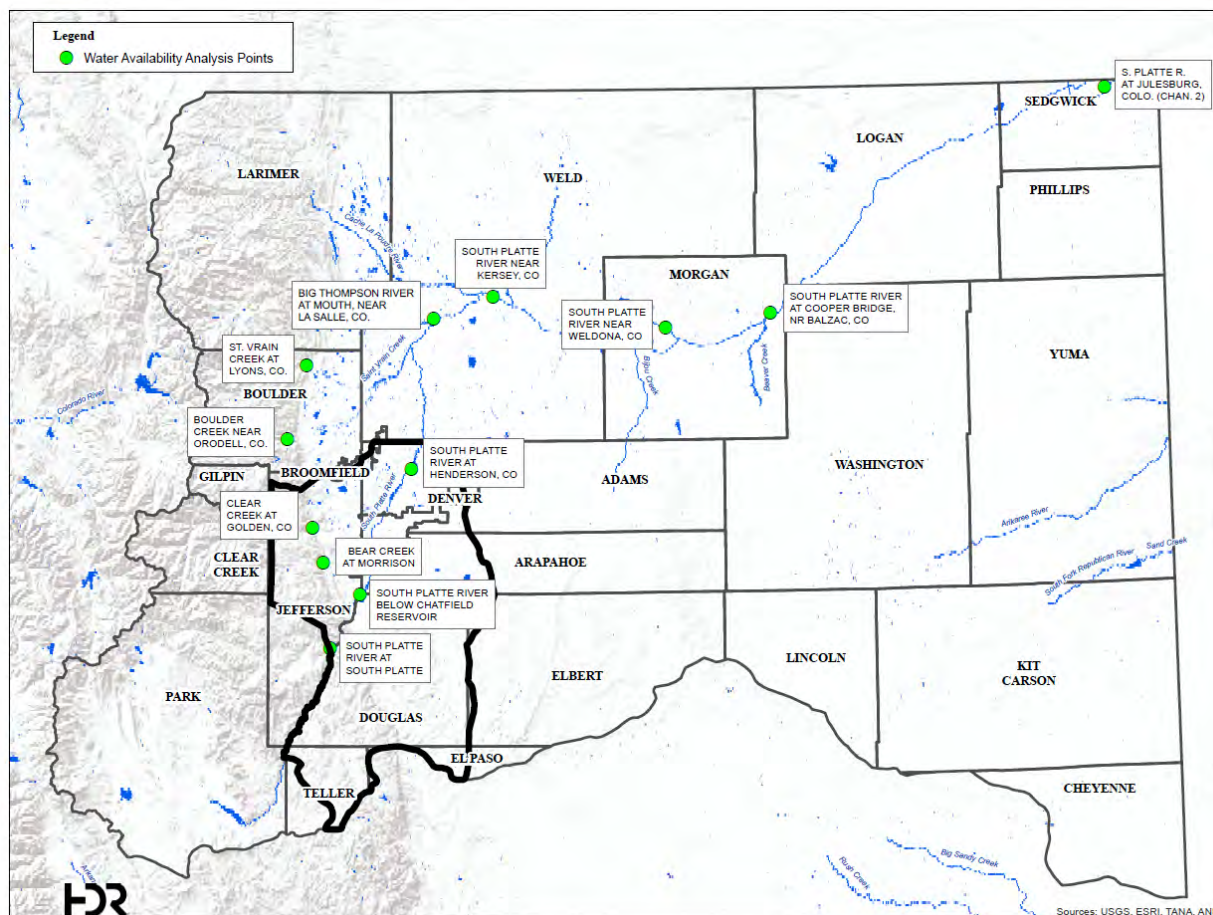 Legend
Water Availability Analysis Points
S. PLATTE R.
AT JULESBURG,
COLO. (CHAN. 2)
SEDGWICK
LOGAN
LARIMER
WELD
PHILLIPS
Cache La Poudre River
SOUTH PLATTE
RIVER NEAR
KERSEY, CO
MORGAN
BIG THOMPSON RIVER
AT MOUTH, NEAR
LA SALLE, CO.
SOUTH PLATTE
RIVER NEAR
WELDONA, CO
SOUTH PLATTE RIVER
AT COOPER BRIDGE,
NR BALZAC, CO
ST. VRAIN
CREEK AT
LYONS, CO.
Saint Vrain Creek
Bijou Creek
Beaver Creek
YUMA
BOULDER
Colorado River
BOULDER
CREEK NEAR
ORODELL, CO.
BROOMFIELD
GILPIN
SOUTH PLATTE
RIVER AT
HENDERSON, CO
WASHINGTON
ADAMS
DENVER
South Platte River
CLEAR
CREEK AT
GOLDEN, CO
Arikaree River
CLEAR
CREEK
BEAR CREEK
AT MORRISON
ARAPAHOE
South Fork Republican River
Sand Creek
JEFFERSON
SOUTH PLATTE RIVER
BELOW CHATFIELD
RESERVOIR
SOUTH PLATTE
RIVER AT
SOUTH PLATTE
LINCOLN
KIT
CARSON
ELBERT
PARK
DOUGLAS
EL PASO
TELLER
CHEYENNE
Big Sandy Creek
Rush Creek
HDR
Sources: USGS, ESRI, TANA, AN